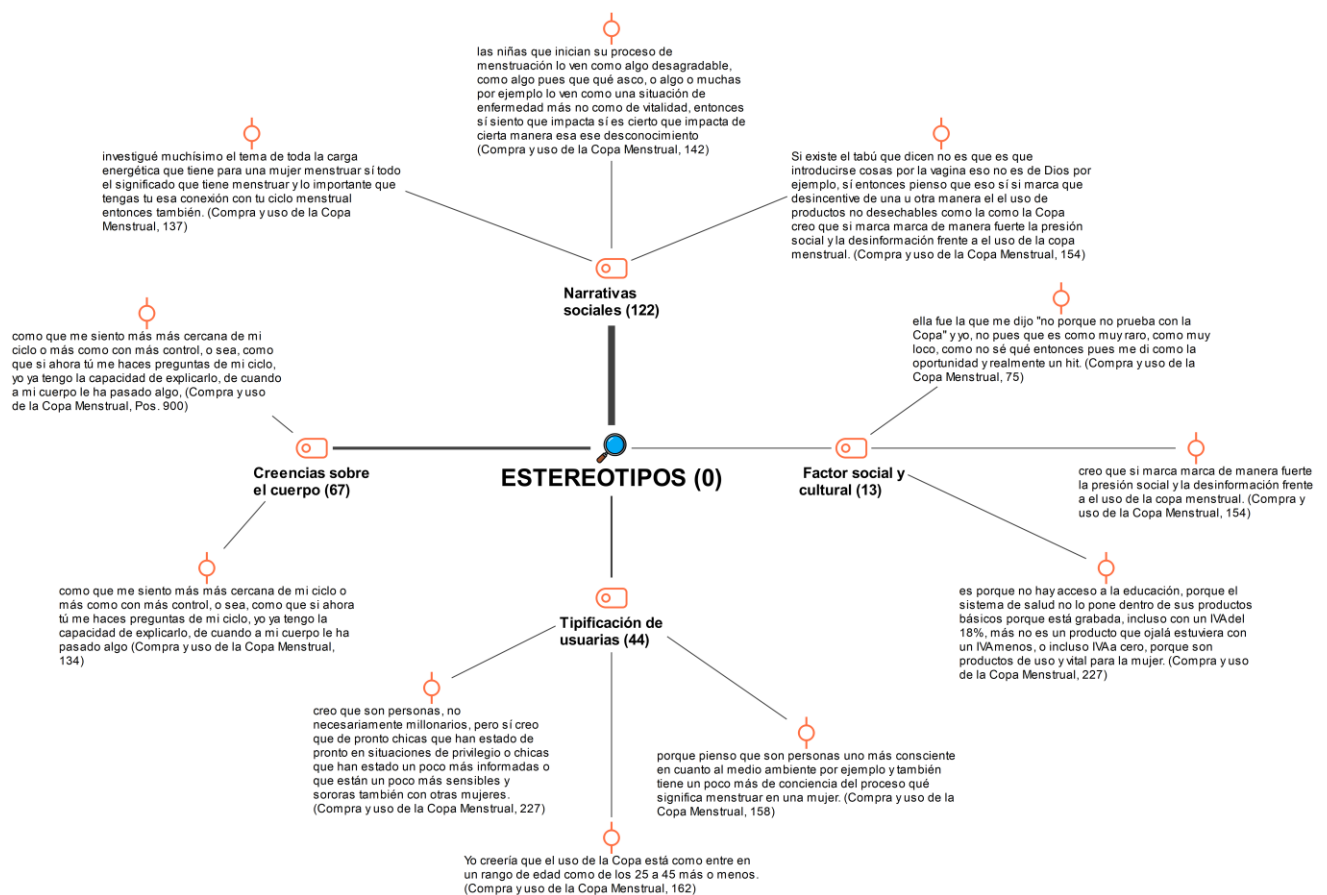 las niñas que inician su proceso de
menstruación lo ven como algo desagradable,
como algo pues que qué asco, o algo o muchas
por ejemplo lo ven como una situación de
enfermedad más no como de vitalidad, entonces
sí siento que impacta sí es cierto que impacta de
cierta manera esa ese desconocimiento
(Compra y uso de la Copa Menstrual, 142)
investigué muchísimo el tema de toda la carga
energética que tiene para una mujer menstruar sí todo
el significado que tiene menstruar y lo importante que
tengas tu esa conexión con tu ciclo menstrual
entonces también. (Compra y uso de la Copa
Menstrual, 137)
Si existe el tabú que dicen no es que es que
introducirse cosas por la vagina eso no es de Dios por
ejemplo, sí entonces pienso que eso sí si marca que
desincentive de una u otra manera el el uso de
productos no desechables como la como la Copa
creo que si marca marca de manera fuerte la presión
social y la desinformación frente a el uso de la copa
menstrual. (Compra y uso de la Copa Menstrual, 154)
Narrativas
sociales (122)
como que me siento más más cercana de mi
ciclo o más como con más control, o sea, como
que si ahora tú me haces preguntas de mi ciclo,
yo ya tengo la capacidad de explicarlo, de cuando
a mi cuerpo le ha pasado algo, (Compra y uso
de la Copa Menstrual, Pos. 900)
ella fue la que me dijo "no porque no prueba con la
Copa" y yo, no pues que es como muy raro, como muy
loco, como no sé qué entonces pues me di como la
oportunidad y realmente un hit. (Compra y uso de la
Copa Menstrual, 75)
Creencias sobre
el cuerpo (67)
ESTEREOTIPOS (0)
Factor social y
cultural (13)
creo que si marca marca de manera fuerte
la presión social y la desinformación frente
a el uso de la copa menstrual. (Compra y
uso de la Copa Menstrual, 154)
como que me siento más más cercana de mi ciclo o
más como con más control, o sea, como que si ahora
tú me haces preguntas de mi ciclo, yo ya tengo la
capacidad de explicarlo, de cuando a mi cuerpo le ha
pasado algo (Compra y uso de la Copa Menstrual,
134)
es porque no hay acceso a la educación, porque el
sistema de salud no lo pone dentro de sus productos
básicos porque está grabada, incluso con un IVA del
18%, más no es un producto que ojalá estuviera con
un IVA menos, o incluso IVA a cero, porque son
productos de uso y vital para la mujer. (Compra y uso
de la Copa Menstrual, 227)
Tipificación de
usuarias (44)
creo que son personas, no
necesariamente millonarios, pero sí creo
que de pronto chicas que han estado de
pronto en situaciones de privilegio o chicas
que han estado un poco más informadas o
que están un poco más sensibles y
sororas también con otras mujeres.
(Compra y uso de la Copa Menstrual, 227)
porque pienso que son personas uno más consciente
en cuanto al medio ambiente por ejemplo y también
tiene un poco más de conciencia del proceso qué
significa menstruar en una mujer. (Compra y uso de la
Copa Menstrual, 158)
Yo creería que el uso de la Copa está como entre en
un rango de edad como de los 25 a 45 más o menos.
(Compra y uso de la Copa Menstrual, 162)